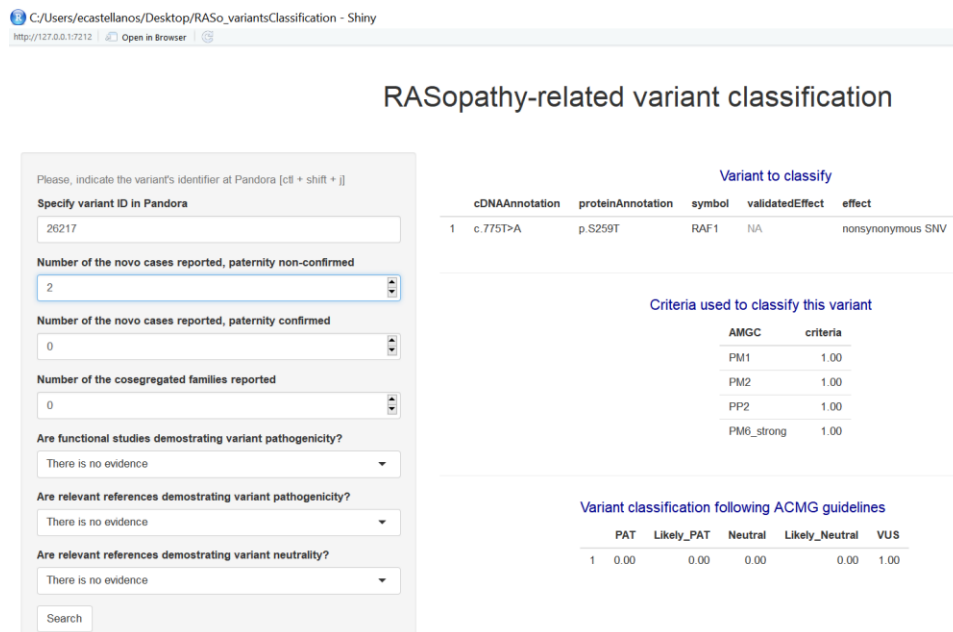 C:/Users/ecastellanos/Desktop/RASo_variantsClassification - Shiny
http://127.0.0.1:7212 Open in Browser
RASopathy-related variant classification
Please, indicate the variant's identifier at Pandora [ctl + shift + j]
Specify variant ID in Pandora
26217
Number of the novo cases reported, paternity non-confirmed
2
Number of the novo cases reported, paternity confirmed
0
Number of the cosegregated families reported
0
Are functional studies demostrating variant pathogenicity?
There is no evidence
Are relevant references demostrating variant pathogenicity?
There is no evidence
Are relevant references demostrating variant neutrality?
There is no evidence
Search
Variant to classify
cDNAAnnotation proteinAnnotation symbol validatedEffect effect
1 c.775T>A p.S259T RAF1 NA nonsynonymous SNV
Criteria used to classify this variant
AMGC criteria
PM1 1.00
PM2 1.00
PP2 1.00
PM6_strong 1.00
Variant classification following ACMG guidelines
PAT Likely_PAT Neutral Likely_Neutral VUS
1 0.00 0.00 0.00 0.00 1.00